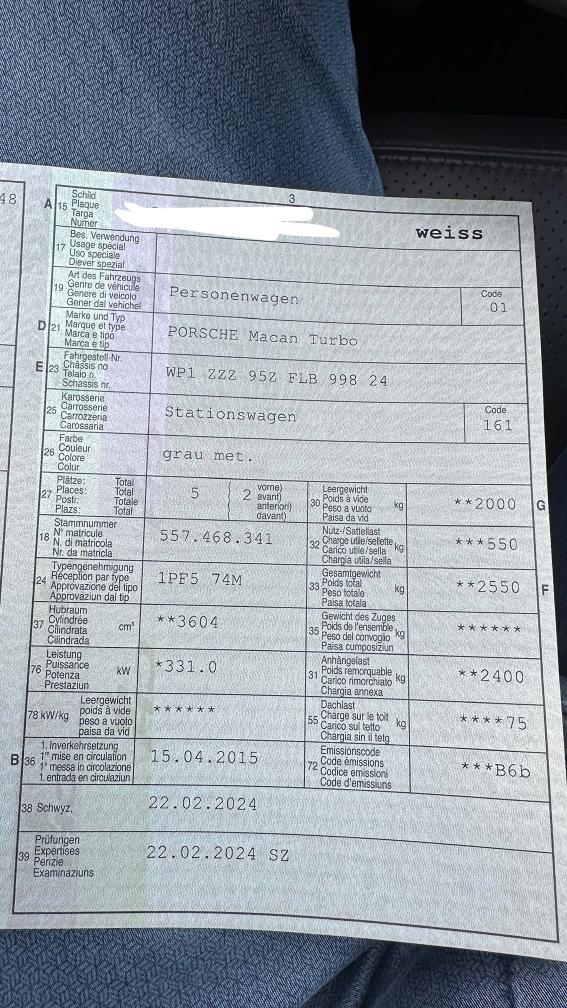 48
3
A 15 Schild
Plaque
Targa
Numer
weiss
17 Bes. Verwendung
Usage spécial
Uso speciale
Diever spezial
19 Art des Fahrzeugs
Genre de véhicule
Genere di veicolo
Gener dal vehichel
Personenwagen
Code
01
D 21 Marke und Typ
Marque et type
Marca e tipo
Marca e tip
PORSCHE Macan Turbo
E 23 Fahrgestell-Nr.
Châssis no
Telaio n.
Schassis nr.
WP1 ZZZ 95Z FLB 998 24
25 Karosserie
Carrosserie
Carrozzeria
Carossaria
Stationswagen
Code
161
26 Farbe
Couleur
Colore
Colur
grau met.
27 Plätze: Total
Places: Total
Posti: Totale
Plazs: Total
5 ( 2 vorne)
avant)
anteriori)
davant)
30 Leergewicht
Poids à vide
Peso a vuoto
Paisa da vid
kg
**2000
G
18 Stammnummer
N° matricule
N. di matricola
Nr. da matricla
557.468.341
32 Nutz-/Sattellast
Charge utile/sellette
Carico utile/sella
Chargia utila/sella
kg
***550
24 Typengenehmigung
Réception par type
Approvazione del tipo
Approvaziun dal tip
1PF5 74M
33 Gesamtgewicht
Poids total
Peso totale
Paisa totala
kg
**2550
F
37 Hubraum
Cylindrée
Cilindrata
Cilindrada
cm³
**3604
35 Gewicht des Zuges
Poids de l'ensemble
Peso del convoglio
Paisa cumposiziun
kg
******
76 Leistung
Puissance
Potenza
Prestaziun
kW
*331.0
31 Anhängelast
Poids remorquable
Carico rimorchiato
Chargia annexa
kg
**2400
78 kW/kg
Leergewicht
poids à vide
peso a vuoto
paisa da vid
******
55 Dachlast
Charge sur le toit
Carico sul tetto
Chargia sin il tetg
kg
****75
B 36 1. Inverkehrsetzung
1re mise en circulation
1a messa in circolazione
1. entrada en circulaziun
15.04.2015
72 Emissionscode
Code émissions
Codice emissioni
Code d'emissiuns
***B6b
38 Schwyz,
22.02.2024
39 Prüfungen
Expertises
Perizie
Examinaziuns
22.02.2024 SZ